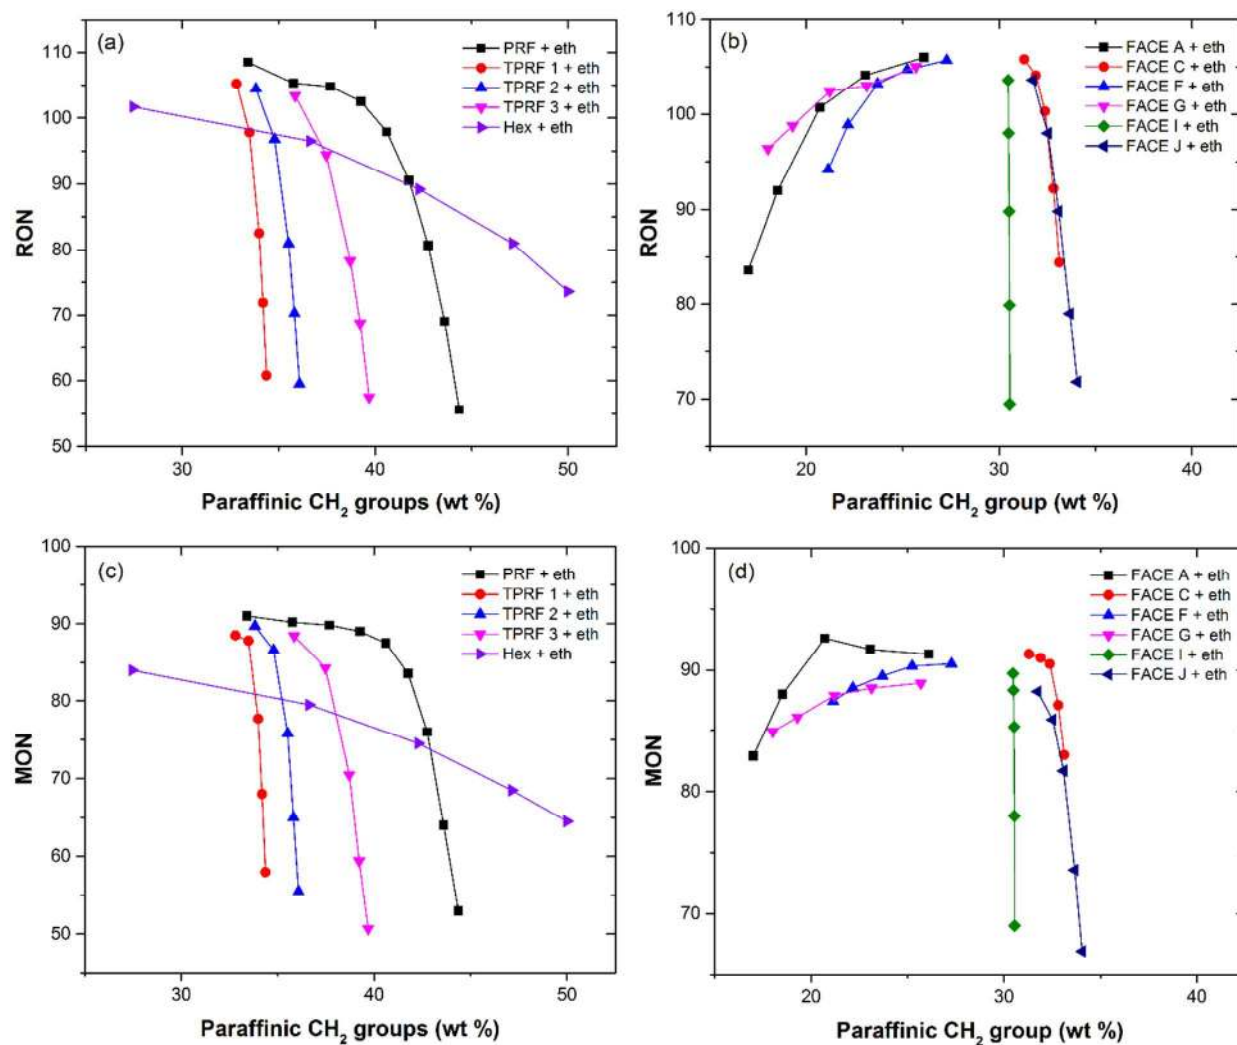 (a)
PRF + eth
TPRF 1 + eth
TPRF 2 + eth
TPRF 3 + eth
Hex + eth
110
100
90
80
70
60
50
RON
30 40 50
Paraffinic CH₂ groups (wt %)
(b)
FACE A + eth
FACE C + eth
FACE F + eth
FACE G + eth
FACE I + eth
FACE J + eth
110
100
90
80
70
RON
20 30 40
Paraffinic CH₂ group (wt %)
(c)
PRF + eth
TPRF 1 + eth
TPRF 2 + eth
TPRF 3 + eth
Hex + eth
100
90
80
70
60
50
MON
30 40 50
Paraffinic CH₂ groups (wt %)
(d)
FACE A + eth
FACE C + eth
FACE F + eth
FACE G + eth
FACE I + eth
FACE J + eth
100
90
80
70
MON
20 30 40
Paraffinic CH₂ group (wt %)